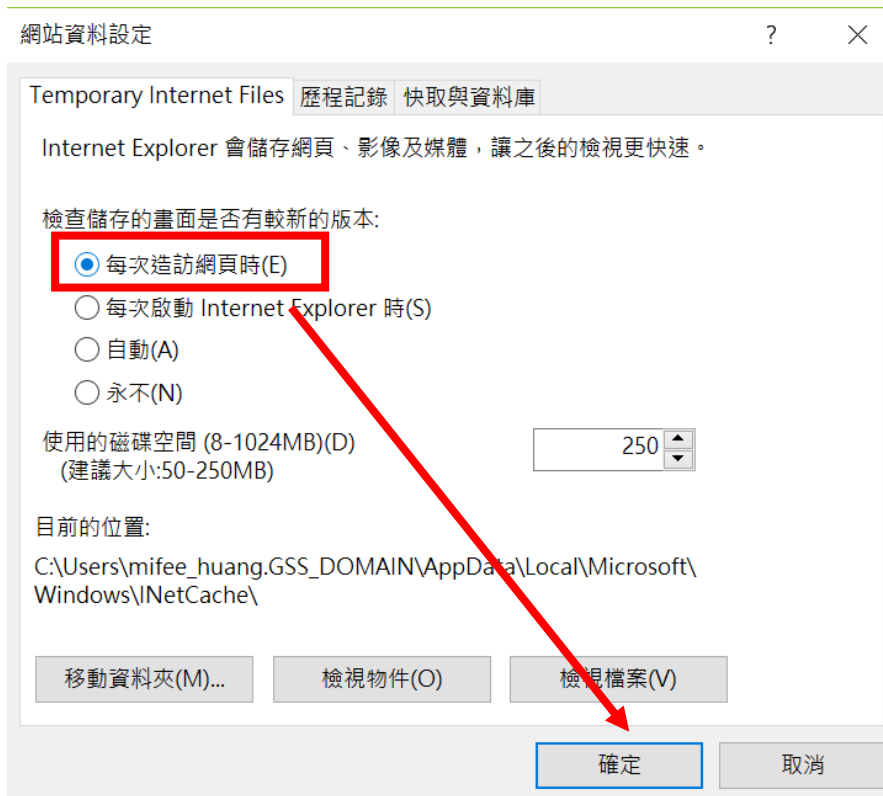 網站資料設定 ?
Temporary Internet Files 歷程記錄 快取與資料庫
Internet Explorer 會儲存網頁、影像及媒體，讓之後的檢視更快速。
檢查儲存的畫面是否有較新的版本:
每次造訪網頁時(E)
每次啟動 Internet Explorer 時(S)
自動(A)
永不(N)
使用的磁碟空間 (8-1024MB)(D) 250
(建議大小:50-250MB)
目前的位置:
C:\Users\mifee_huang.GSS_DOMAIN\AppData\Local\Microsoft\
Windows\INetCache\
移動資料夾(M)... 檢視物件(O) 檢視檔案(V)
確定 取消